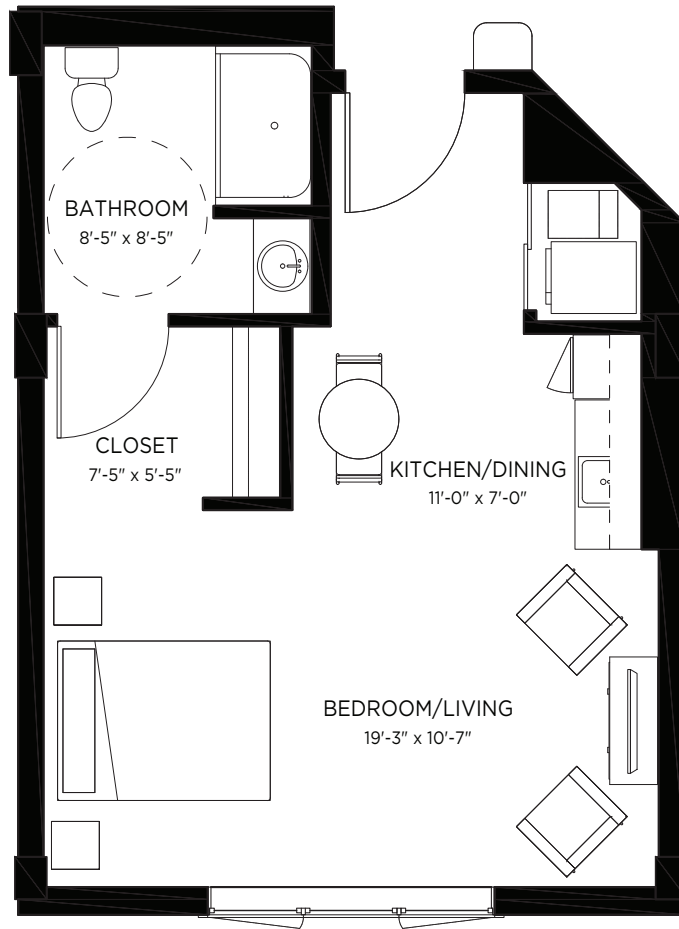 BATHROOM
8'-5" x 8'-5"
CLOSET
7'-5" x 5'-5"
KITCHEN/DINING
11'-0" x 7'-0"
BEDROOM/LIVING
19'-3" x 10'-7"